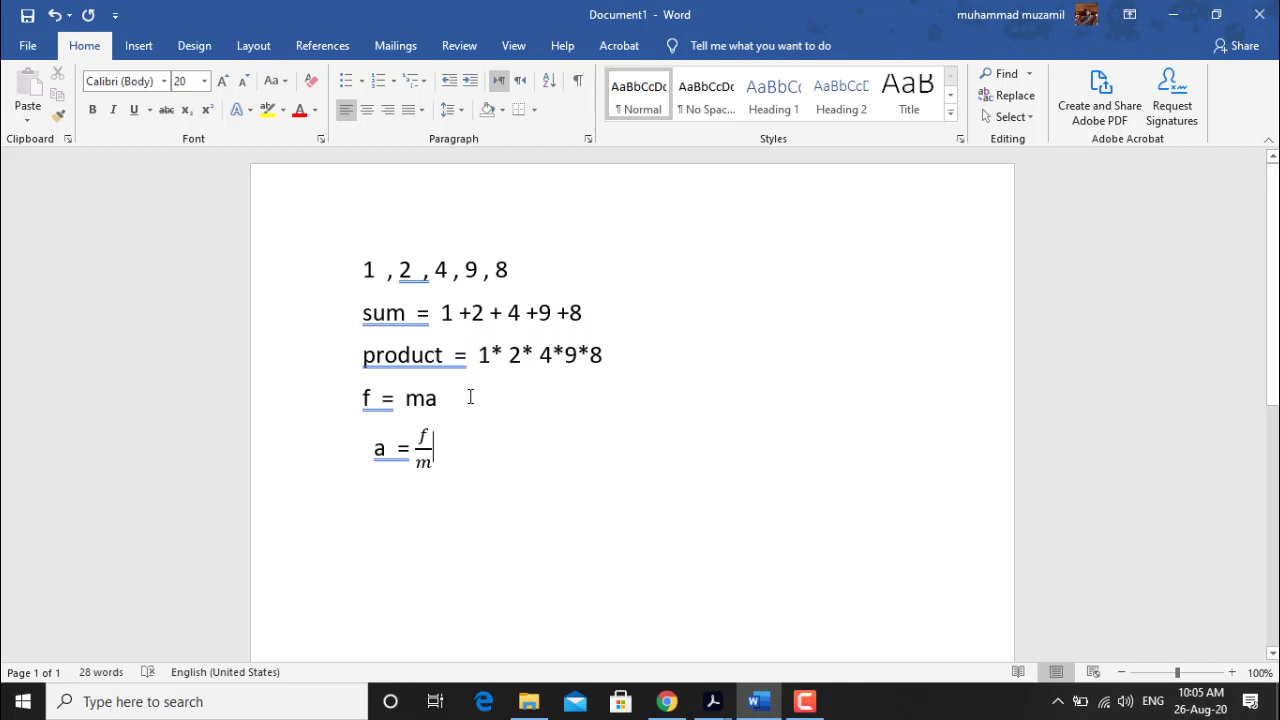 Document1 - Word
muhammad muzamil
File Home Insert Design Layout References Mailings Review View Help Acrobat Tell me what you want to do Share
Paste
Calibri (Body) 20 Aa
B I U abc X₂ X² A A
AaBbCcDc AaBbCcDc AaBbCc AaBbCcD AaB
¶ Normal ¶ No Spac... Heading 1 Heading 2 Title
Find
Replace
Select
Create and Share Adobe PDF
Request Signatures
Clipboard Font Paragraph Styles Editing Adobe Acrobat
1 , 2 , 4 , 9 , 8
sum = 1 +2 + 4 +9 +8
product = 1* 2* 4*9*8
f = ma
a = f/m
Page 1 of 1 28 words English (United States) 100%
Type here to search
ENG
10:05 AM
26-Aug-20